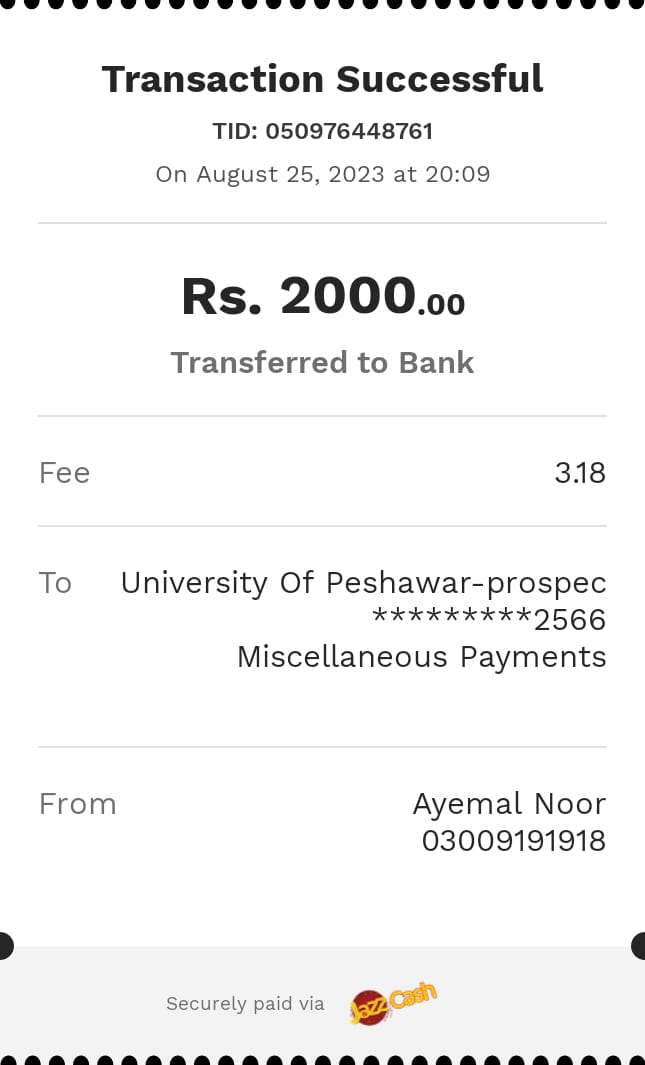 Transaction Successful
TID: 050976448761
On August 25, 2023 at 20:09
Rs. 2000.00
Transferred to Bank
Fee 3.18
To University Of Peshawar-prospec
*********2566
Miscellaneous Payments
From Ayemal Noor
03009191918
Securely paid via JazzCash